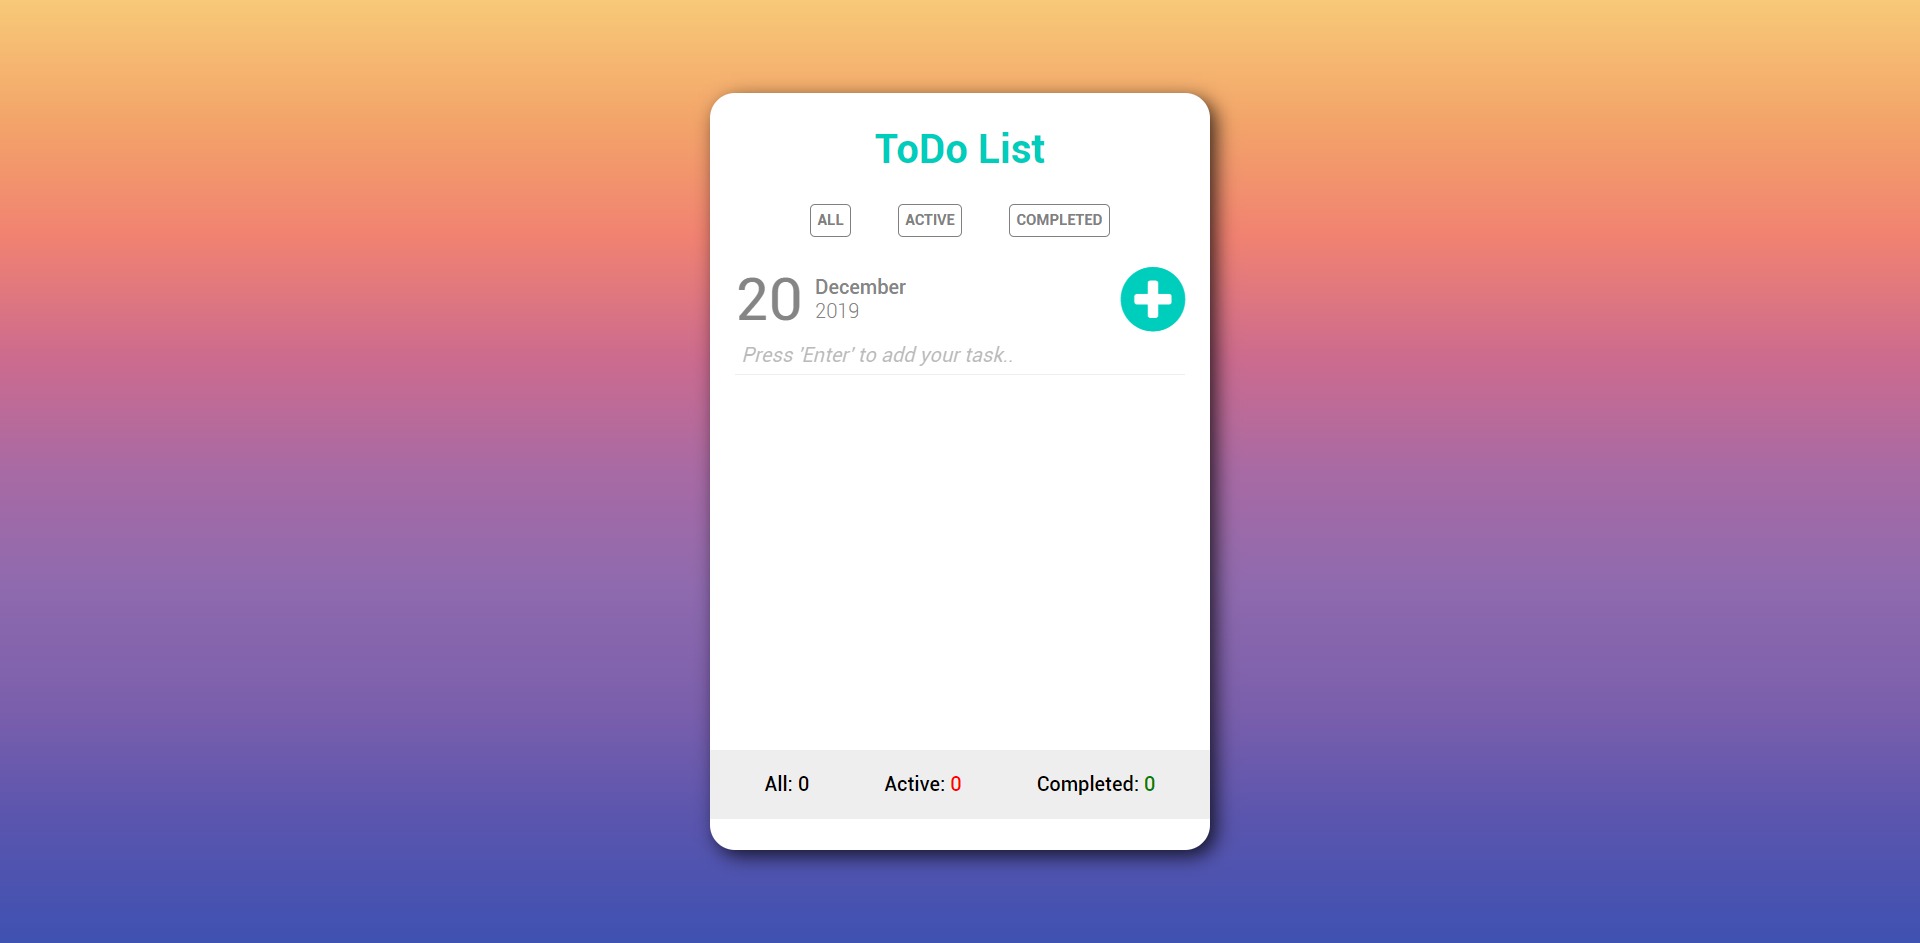 ToDo List
ALL ACTIVE COMPLETED
20 December
2019
Press 'Enter' to add your task..
All: 0 Active: 0 Completed: 0